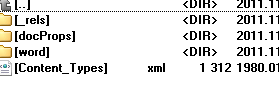 [..] <DIR> 2011.11
[_rels] <DIR> 2011.11
[docProps] <DIR> 2011.11
[word] <DIR> 2011.11
[Content_Types] xml 1 312 1980.01